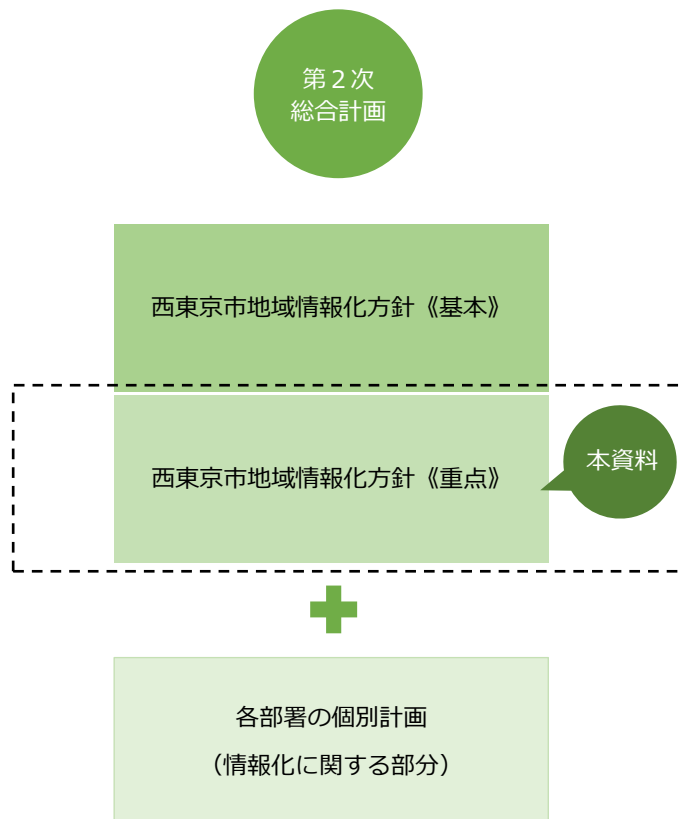 第２次
総合計画
西東京市地域情報化方針《基本》
西東京市地域情報化方針《重点》
本資料
各部署の個別計画
（情報化に関する部分）